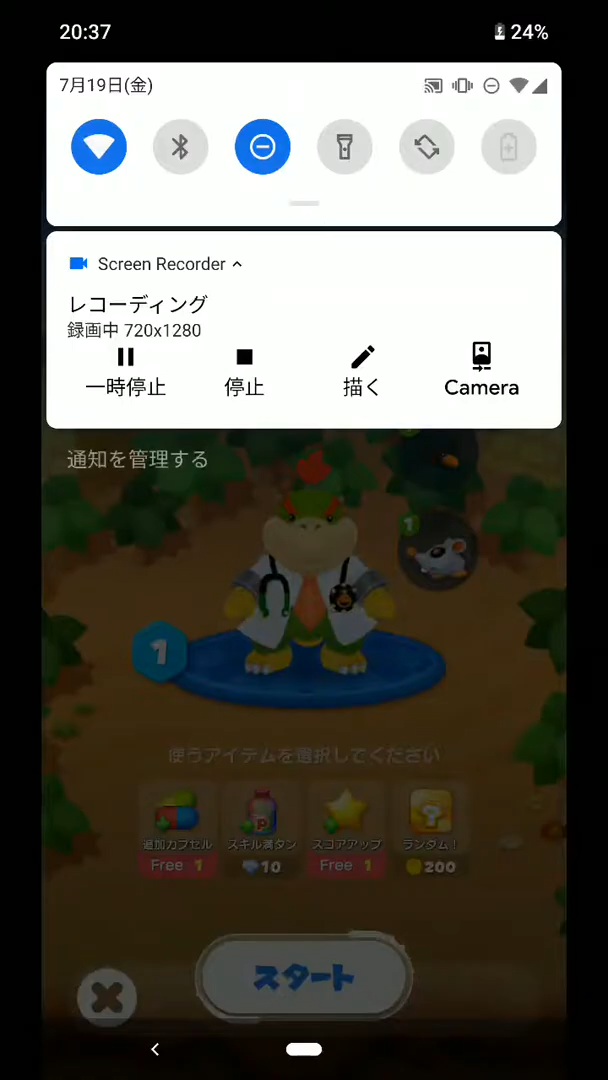 20:37
24%
7月19日(金)
Screen Recorder
レコーディング
録画中 720x1280
一時停止 停止 描く Camera
通知を管理する
1
1
使うアイテムを選択してください
追加カプセル スキル満タン スコアアップ ランダム!
Free 1 10 Free 1 200
スタート